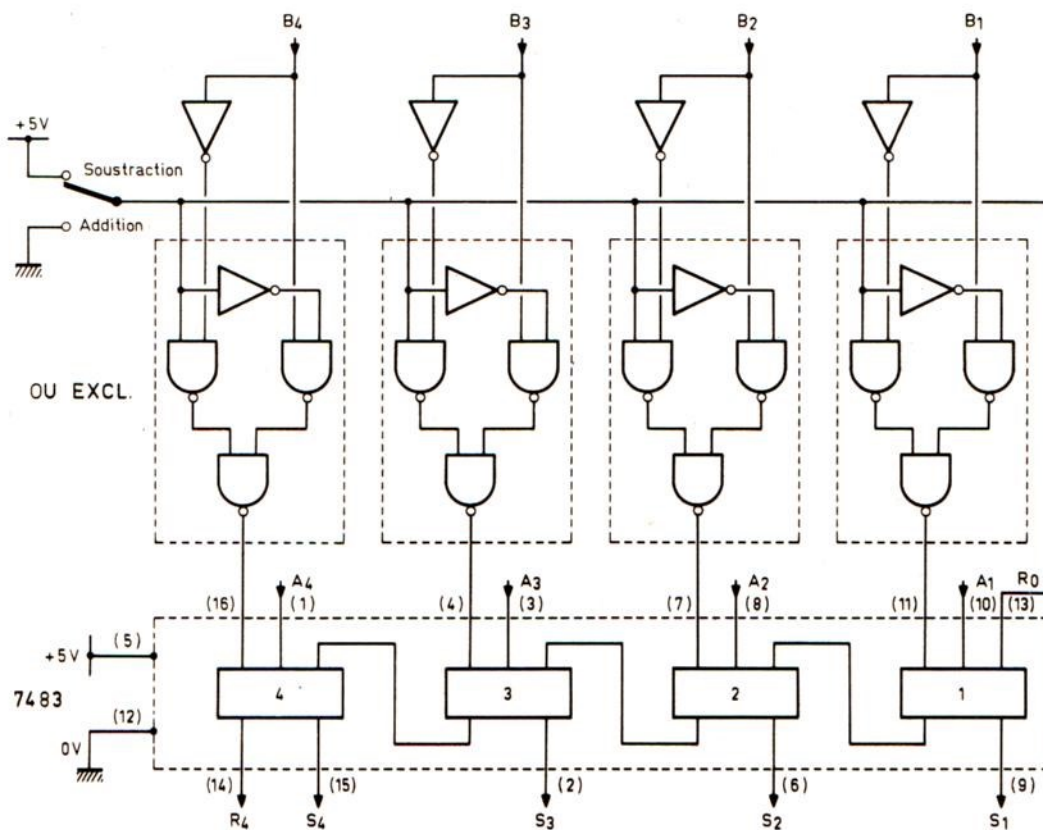 B4 B3 B2 B1
+5V
Soustraction
Addition
OU EXCL.
A4 A3 A2 A1 R0
(16) (1) (4) (3) (7) (8) (11) (10) (13)
(5)
+5V
4 3 2 1
7483
(12)
0V
(14) (15) (2) (6) (9)
R4 S4 S3 S2 S1